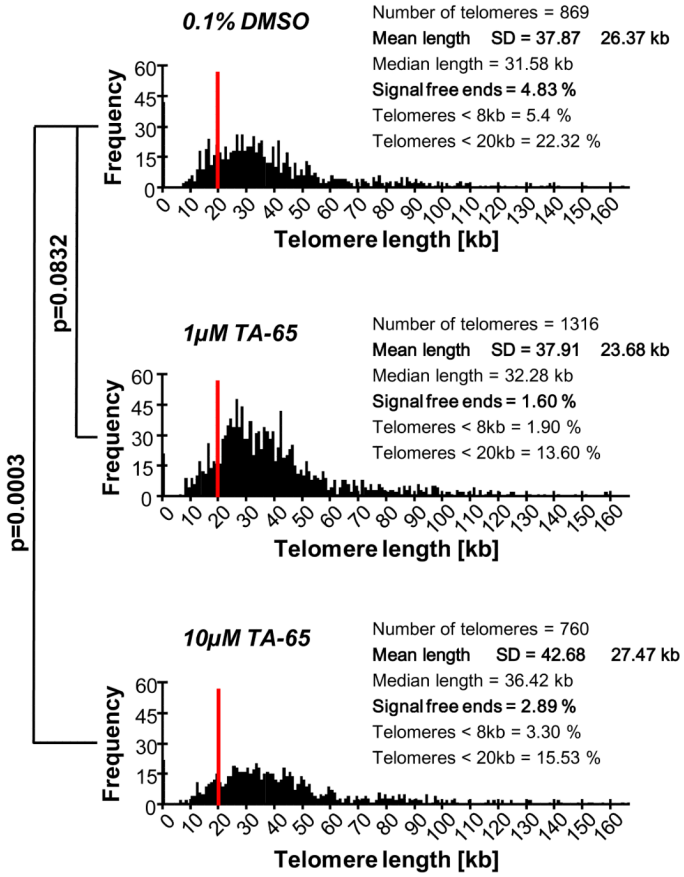 0.1% DMSO
Number of telomeres = 869
Mean length SD = 37.87 26.37 kb
Median length = 31.58 kb
Signal free ends = 4.83 %
Telomeres < 8kb = 5.4 %
Telomeres < 20kb = 22.32 %
Frequency
60
45
30
15
0
0 10 20 30 40 50 60 70 80 90 100 110 120 130 140 150 160
Telomere length [kb]
p=0.0832
1µM TA-65
Number of telomeres = 1316
Mean length SD = 37.91 23.68 kb
Median length = 32.28 kb
Signal free ends = 1.60 %
Telomeres < 8kb = 1.90 %
Telomeres < 20kb = 13.60 %
Frequency
60
45
30
15
0
0 10 20 30 40 50 60 70 80 90 100 110 120 130 140 150 160
Telomere length [kb]
p=0.0003
10µM TA-65
Number of telomeres = 760
Mean length SD = 42.68 27.47 kb
Median length = 36.42 kb
Signal free ends = 2.89 %
Telomeres < 8kb = 3.30 %
Telomeres < 20kb = 15.53 %
Frequency
60
45
30
15
0
0 10 20 30 40 50 60 70 80 90 100 110 120 130 140 150 160
Telomere length [kb]